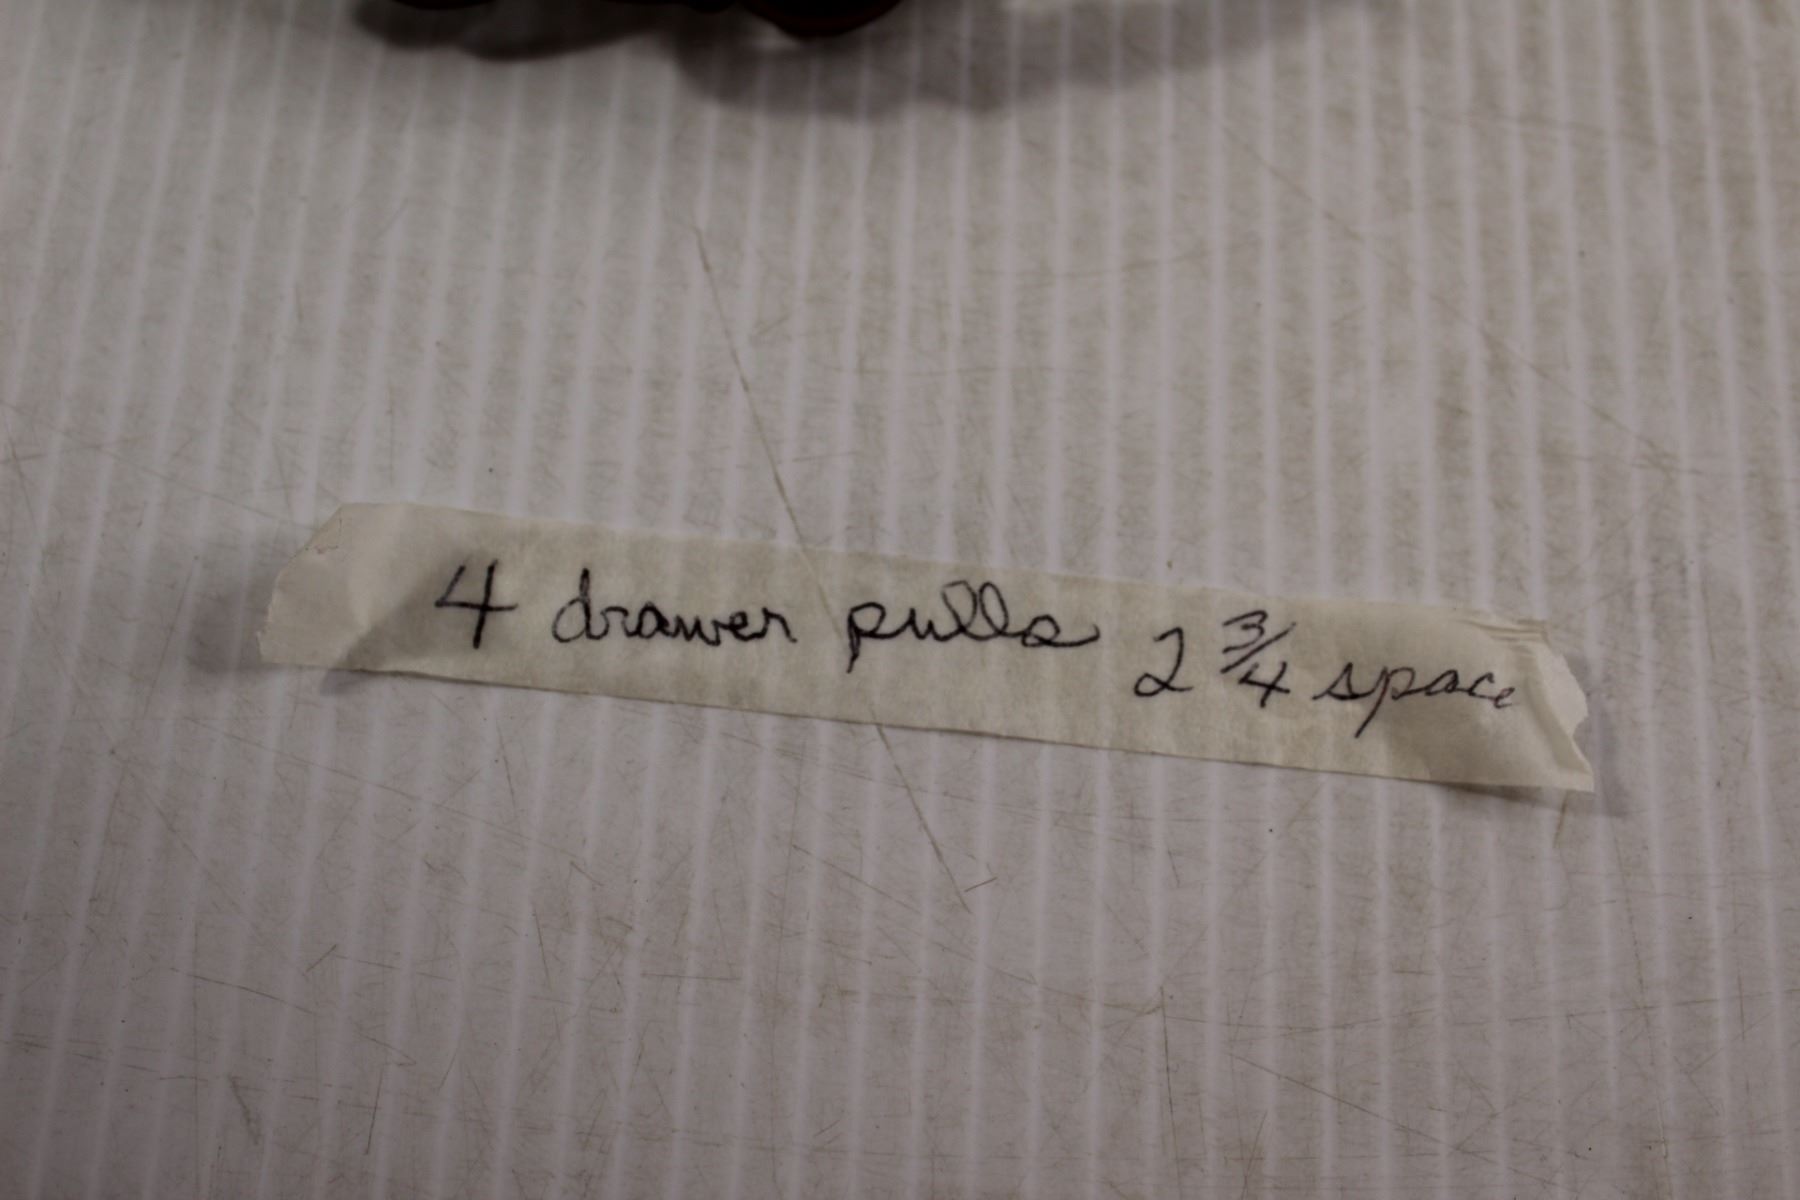 4 drawer pulls 2 3/4 space